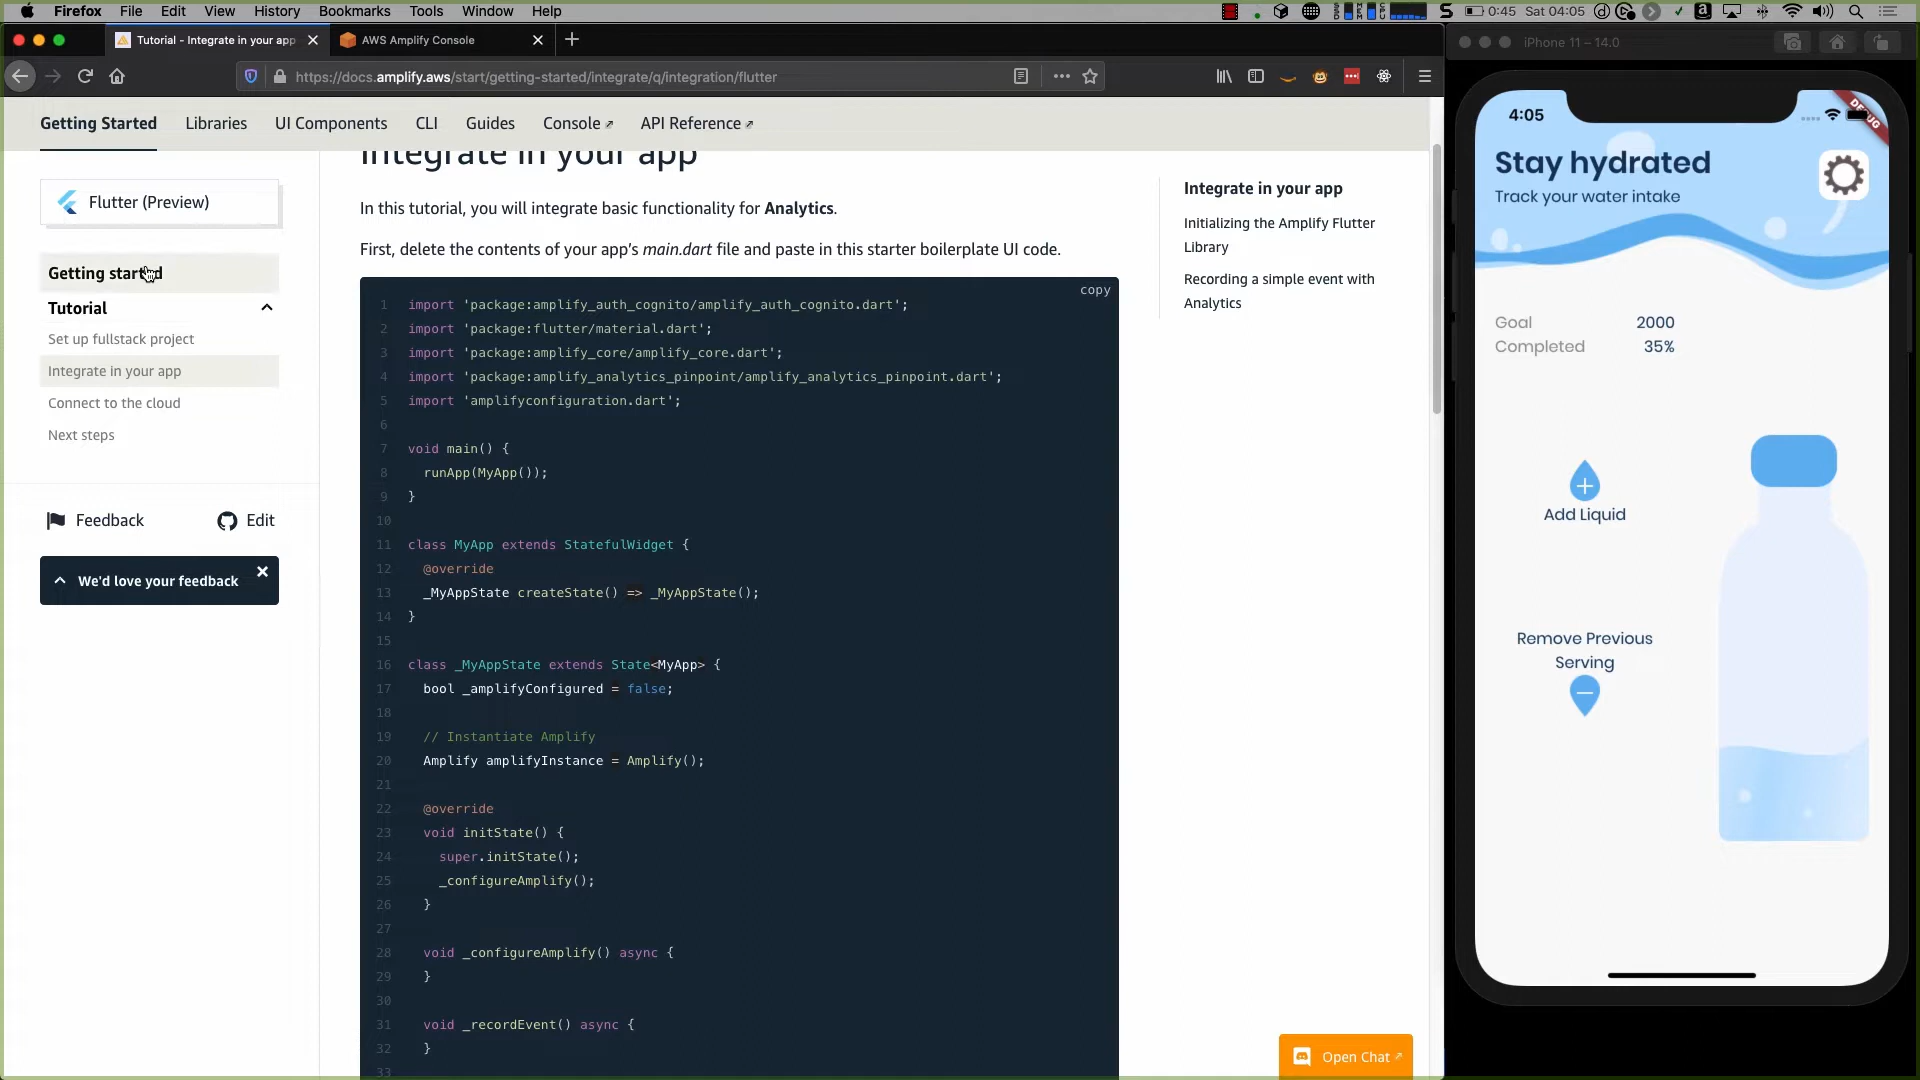 Firefox File Edit View History Bookmarks Tools Window Help
0:45 Sat 04:05
Tutorial - Integrate in your app
AWS Amplify Console
iPhone 11 – 14.0
https://docs.amplify.aws/start/getting-started/integrate/q/integration/flutter
Getting Started Libraries UI Components CLI Guides Console API Reference
Flutter (Preview)
Getting started
Tutorial
Set up fullstack project
Integrate in your app
Connect to the cloud
Next steps
Feedback Edit
We'd love your feedback
Integrate in your app
In this tutorial, you will integrate basic functionality for Analytics.
First, delete the contents of your app's main.dart file and paste in this starter boilerplate UI code.
copy
1 import 'package:amplify_auth_cognito/amplify_auth_cognito.dart';
2 import 'package:flutter/material.dart';
3 import 'package:amplify_core/amplify_core.dart';
4 import 'package:amplify_analytics_pinpoint/amplify_analytics_pinpoint.dart';
5 import 'amplifyconfiguration.dart';
6
7 void main() {
8 runApp(MyApp());
9 }
10
11 class MyApp extends StatefulWidget {
12 @override
13 _MyAppState createState() => _MyAppState();
14 }
15
16 class _MyAppState extends State<MyApp> {
17 bool _amplifyConfigured = false;
18
19 // Instantiate Amplify
20 Amplify amplifyInstance = Amplify();
21
22 @override
23 void initState() {
24 super.initState();
25 _configureAmplify();
26 }
27
28 void _configureAmplify() async {
29 }
30
31 void _recordEvent() async {
32 }
33
Integrate in your app
Initializing the Amplify Flutter
Library
Recording a simple event with
Analytics
Open Chat
4:05
DEBUG
Stay hydrated
Track your water intake
Goal 2000
Completed 35%
Add Liquid
Remove Previous
Serving